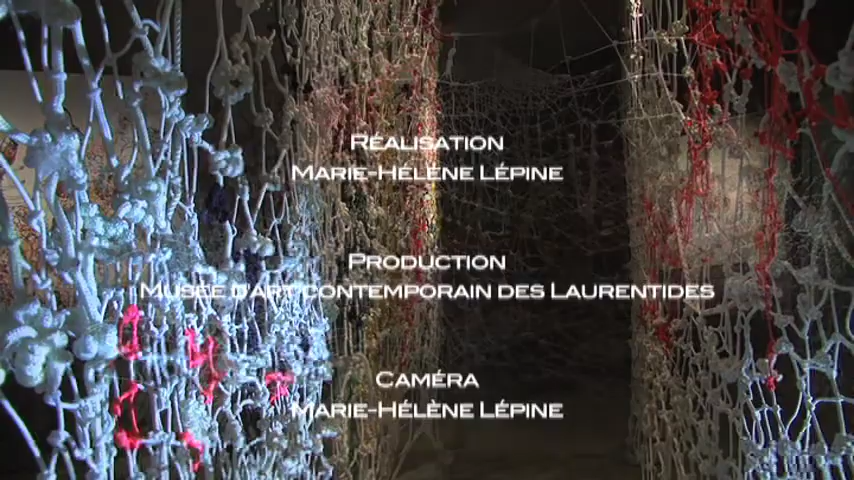 Réalisation
Marie-Hélène Lépine
Production
Musée d'art contemporain des Laurentides
Caméra
Marie-Hélène Lépine